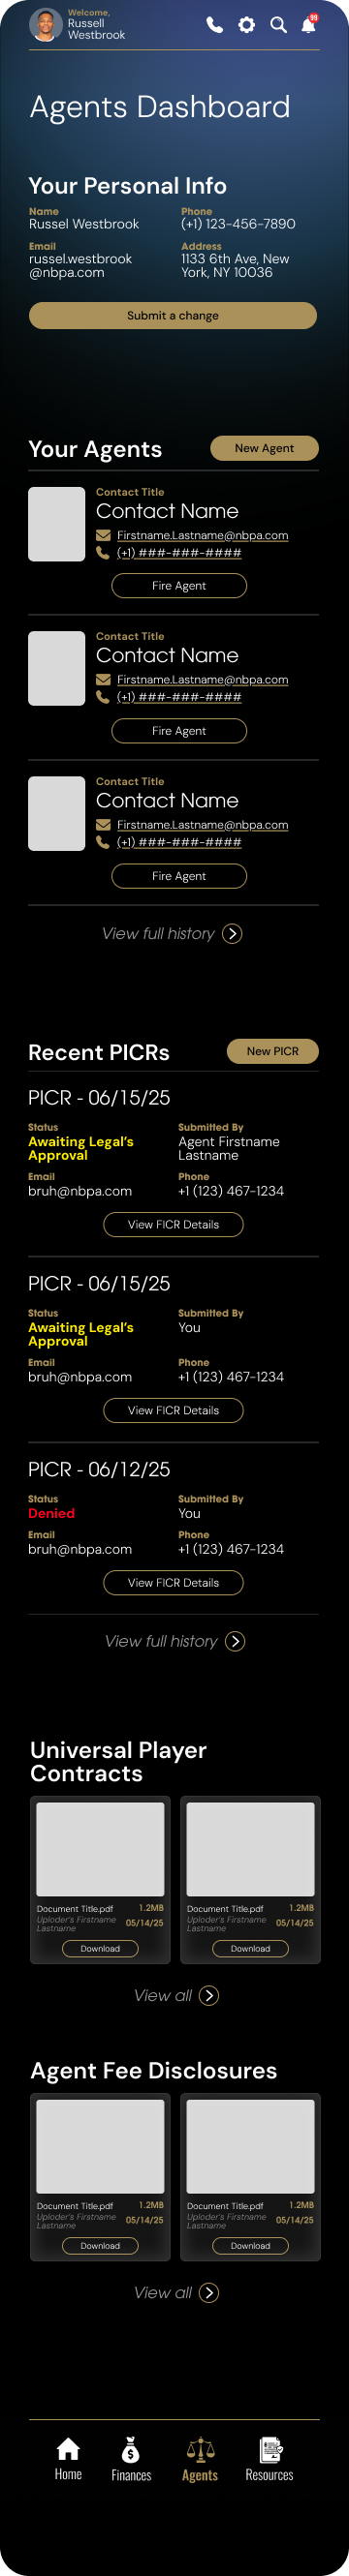 Welcome,
Russell
Westbrook
99
Agents Dashboard
Your Personal Info
Name
Russel Westbrook
Phone
(+1) 123-456-7890
Email
russel.westbrook
@nbpa.com
Address
1133 6th Ave, New
York, NY 10036
Submit a change
Your Agents
New Agent
Contact Title
Contact Name
Firstname.Lastname@nbpa.com
(+1) ###-###-####
Fire Agent
Contact Title
Contact Name
Firstname.Lastname@nbpa.com
(+1) ###-###-####
Fire Agent
Contact Title
Contact Name
Firstname.Lastname@nbpa.com
(+1) ###-###-####
Fire Agent
View full history
Recent PICRs
New PICR
PICR - 06/15/25
Status
Awaiting Legal's
Approval
Submitted By
Agent Firstname
Lastname
Email
bruh@nbpa.com
Phone
+1 (123) 467-1234
View FICR Details
PICR - 06/15/25
Status
Awaiting Legal's
Approval
Submitted By
You
Email
bruh@nbpa.com
Phone
+1 (123) 467-1234
View FICR Details
PICR - 06/12/25
Status
Denied
Submitted By
You
Email
bruh@nbpa.com
Phone
+1 (123) 467-1234
View FICR Details
View full history
Universal Player
Contracts
Document Title.pdf
1.2MB
Uploder's Firstname
Lastname
05/14/25
Download
Document Title.pdf
1.2MB
Uploder's Firstname
Lastname
05/14/25
Download
View all
Agent Fee Disclosures
Document Title.pdf
1.2MB
Uploder's Firstname
Lastname
05/14/25
Download
Document Title.pdf
1.2MB
Uploder's Firstname
Lastname
05/14/25
Download
View all
Home
Finances
Agents
Resources